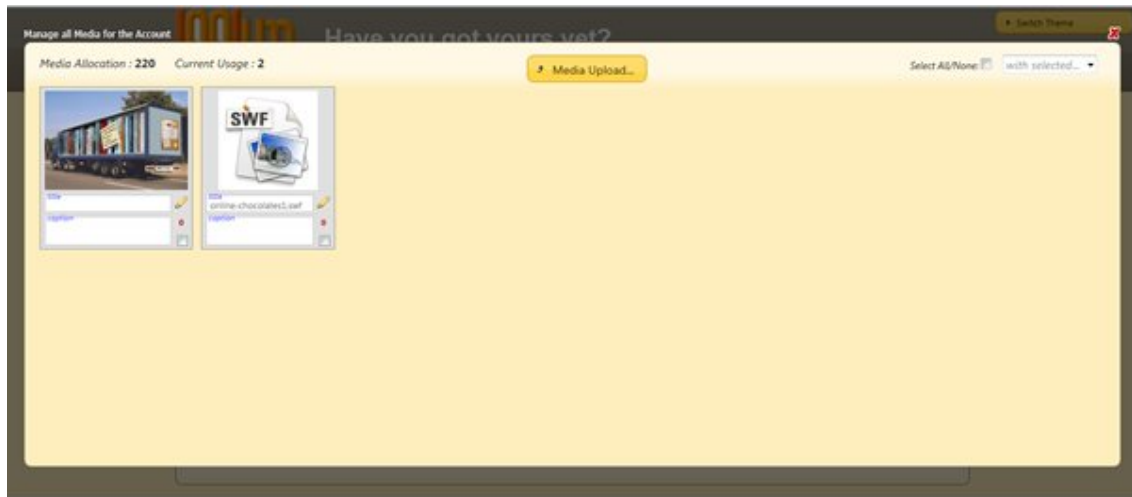 Have you got yours yet?
Switch Theme
Manage all Media for the Account
X
Media Allocation : 220 Current Usage : 2
Media Upload...
Select All/None: with selected...
SWF
title
caption
title
online-chocolates1.swf
caption